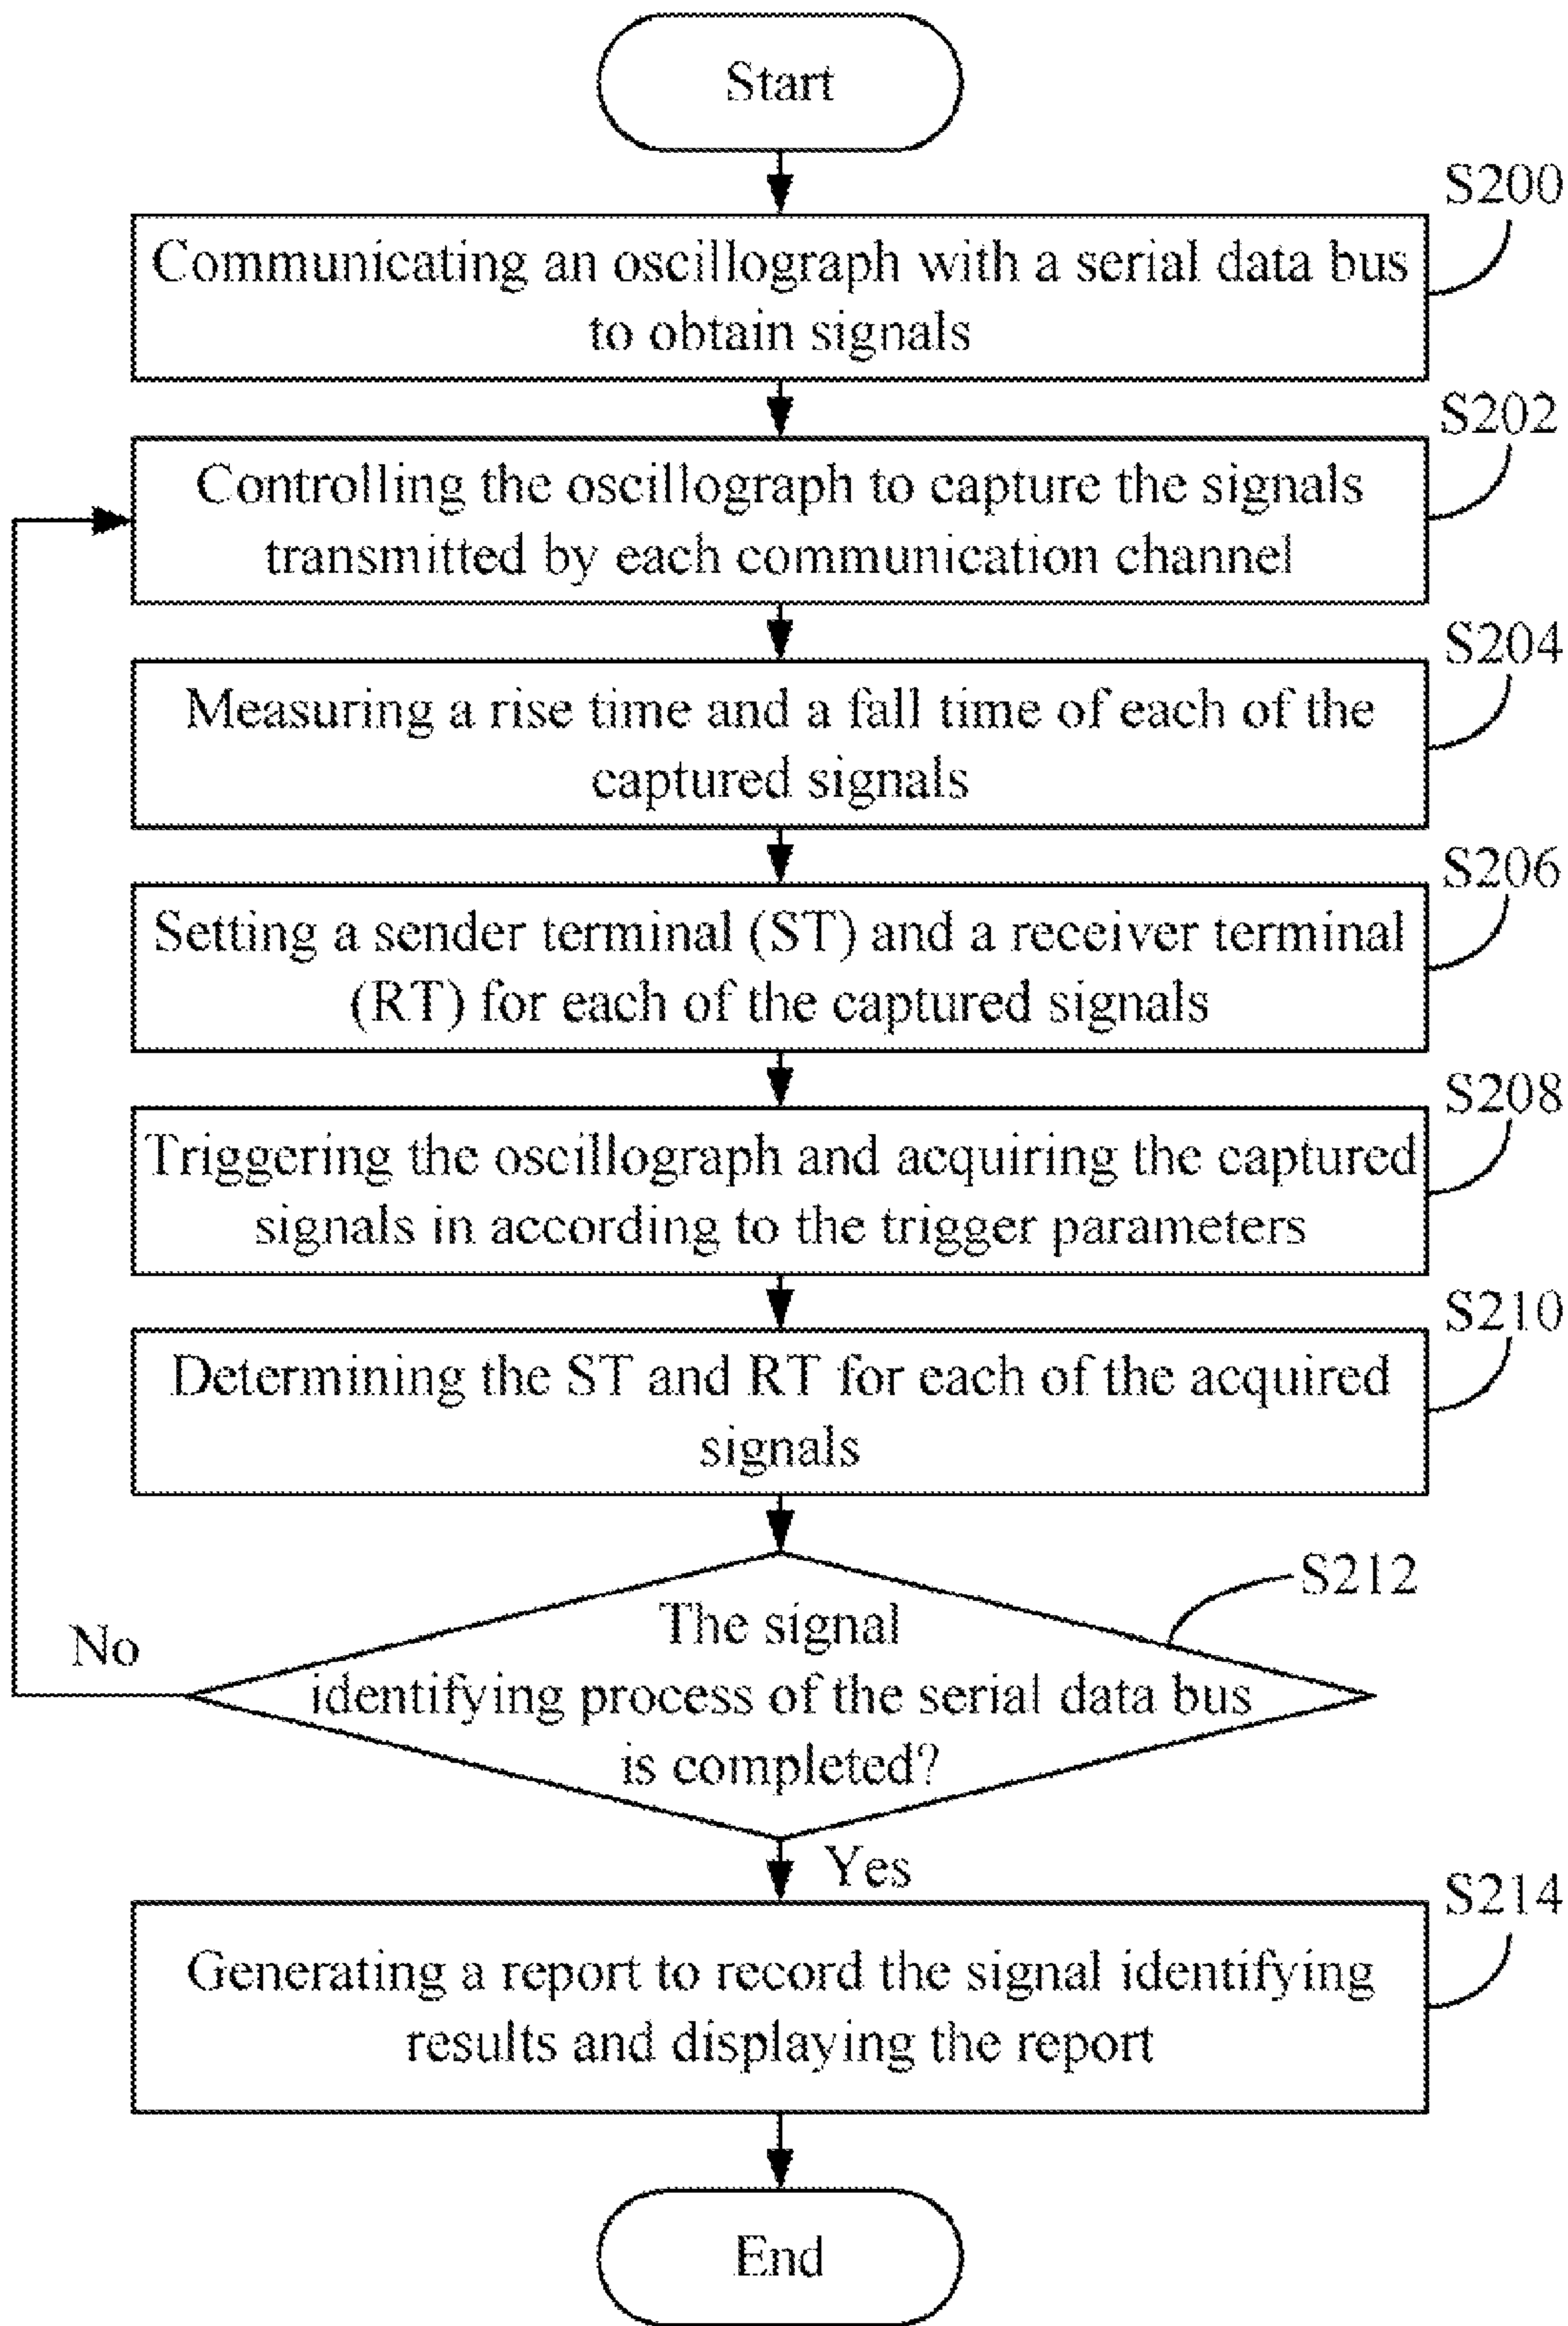 Start
S200
Communicating an oscillograph with a serial data bus
to obtain signals
S202
Controlling the oscillograph to capture the signals
transmitted by each communication channel
S204
Measuring a rise time and a fall time of each of the
captured signals
S206
Setting a sender terminal (ST) and a receiver terminal
(RT) for each of the captured signals
S208
Triggering the oscillograph and acquiring the captured
signals in according to the trigger parameters
S210
Determining the ST and RT for each of the acquired
signals
S212
The signal
No
identifying process of the serial data bus
is completed?
Yes
S214
Generating a report to record the signal identifying
results and displaying the report
End